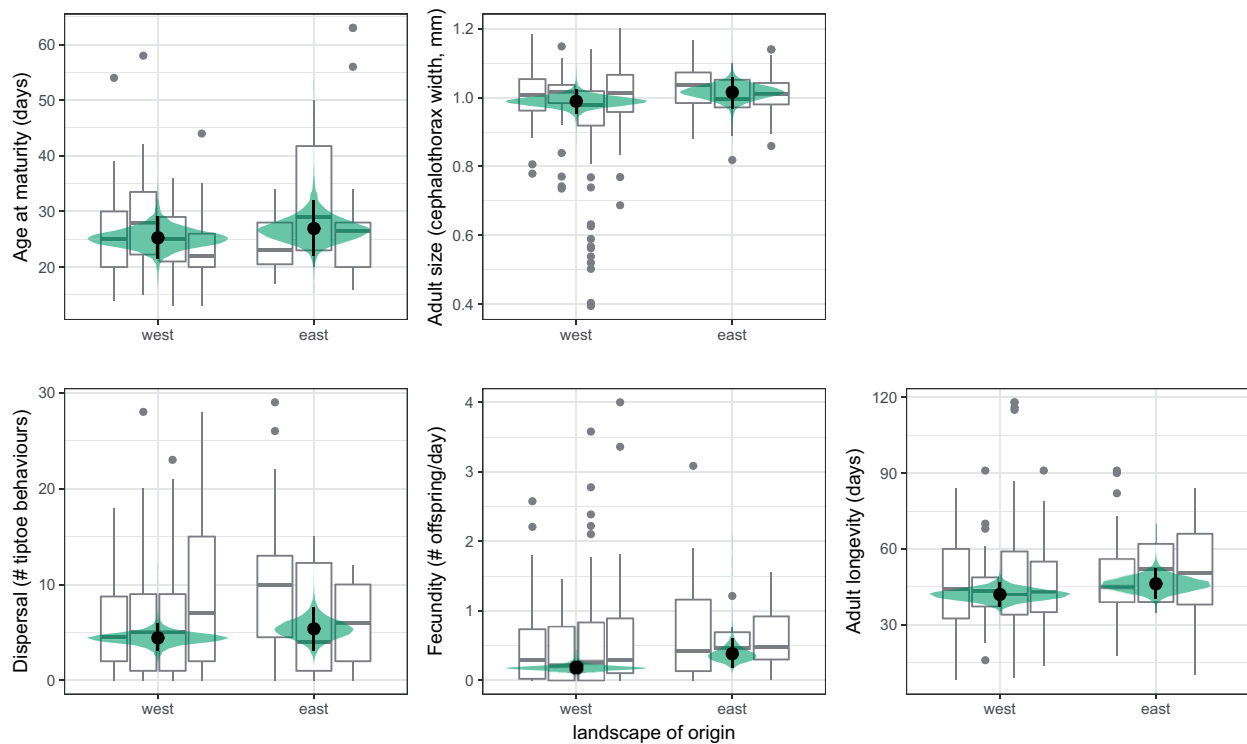 Age at maturity (days)
60
50
40
30
20
west
east
Adult size (cephalothorax width, mm)
1.2
1.0
0.8
0.6
0.4
west
east
Dispersal (# tiptoe behaviours)
30
20
10
0
west
east
Fecundity (# offspring/day)
4
3
2
1
0
west
east
Adult longevity (days)
120
90
60
30
west
east
landscape of origin